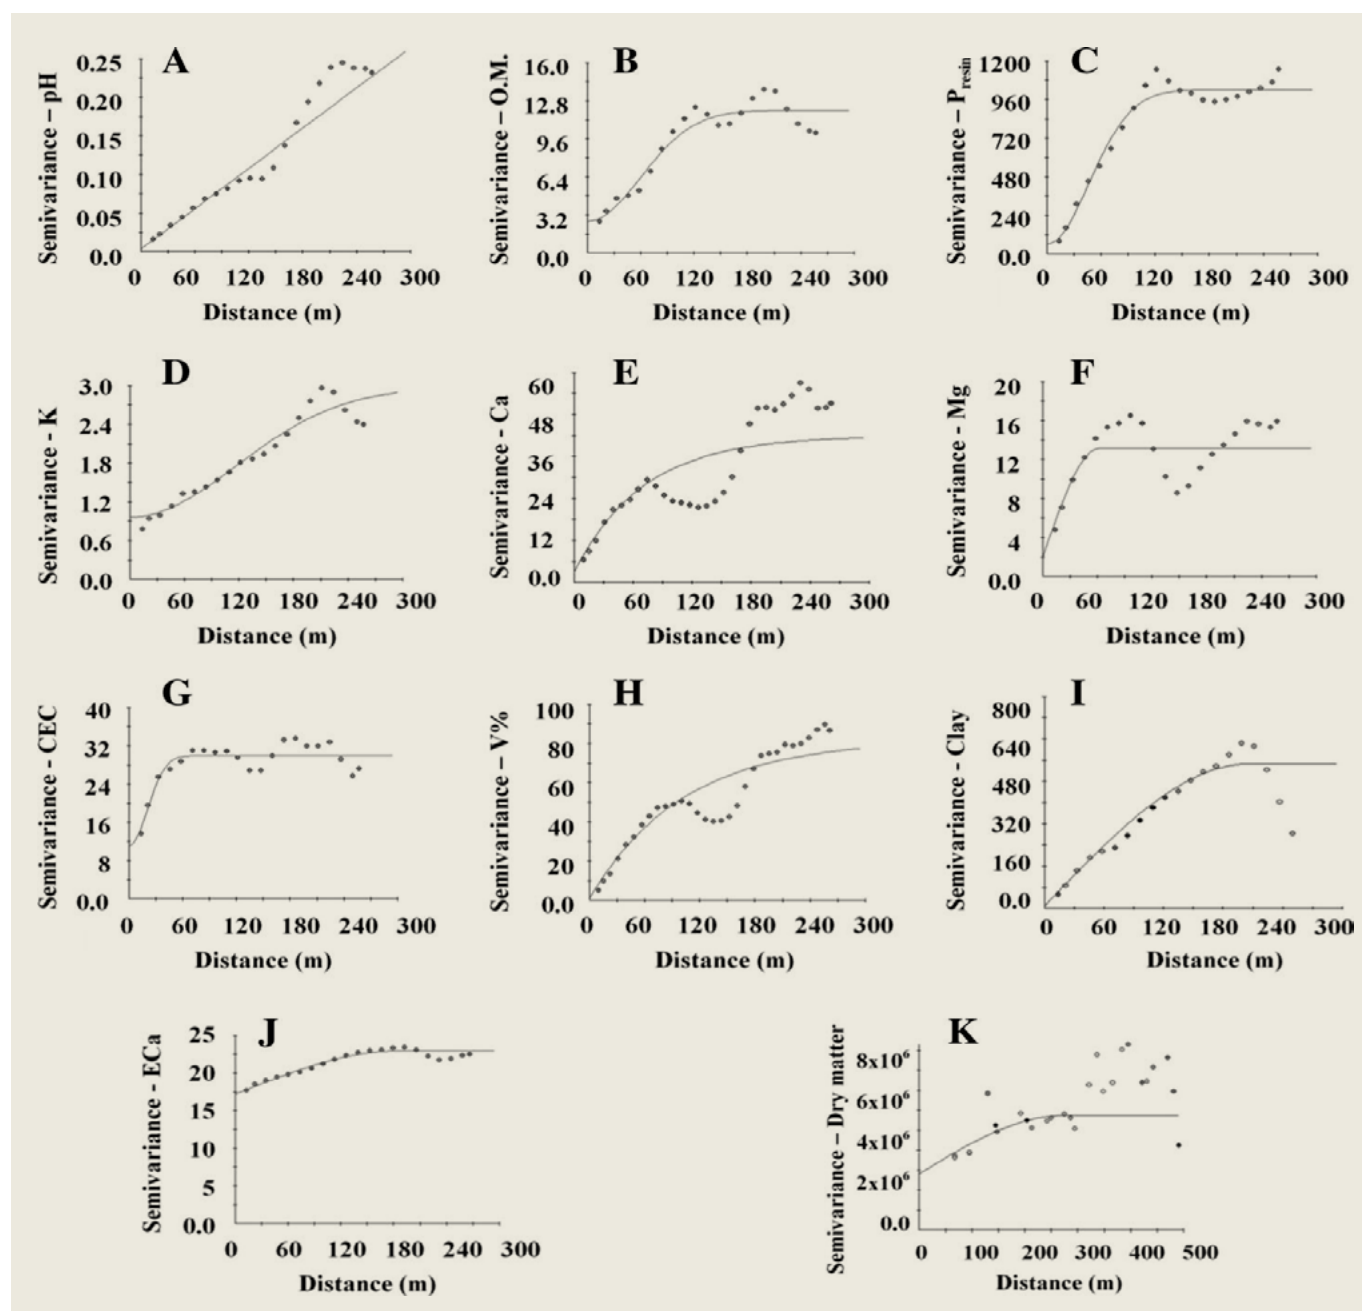 A
Semivariance – pH
0.25
0.20
0.15
0.10
0.05
0.0
0 60 120 180 240 300
Distance (m)
B
Semivariance – O.M.
16.0
12.8
9.6
6.4
3.2
0.0
0 60 120 180 240 300
Distance (m)
C
Semivariance – Presin
1200
960
720
480
240
0.0
0 60 120 180 240 300
Distance (m)
D
Semivariance - K
3.0
2.4
1.8
1.2
0.6
0.0
0 60 120 180 240 300
Distance (m)
E
Semivariance - Ca
60
48
36
24
12
0.0
0 60 120 180 240 300
Distance (m)
F
Semivariance - Mg
20
16
12
8
4
0.0
0 60 120 180 240 300
Distance (m)
G
Semivariance - CEC
40
32
24
16
8
0.0
0 60 120 180 240 300
Distance (m)
H
Semivariance – V%
100
80
60
40
20
0.0
0 60 120 180 240 300
Distance (m)
I
Semivariance - Clay
800
640
480
320
160
0.0
0 60 120 180 240 300
Distance (m)
J
Semivariance - ECa
25
20
15
10
5
0.0
0 60 120 180 240 300
Distance (m)
K
Semivariance – Dry matter
8x10⁶
6x10⁶
4x10⁶
2x10⁶
0.0
0 100 200 300 400 500
Distance (m)